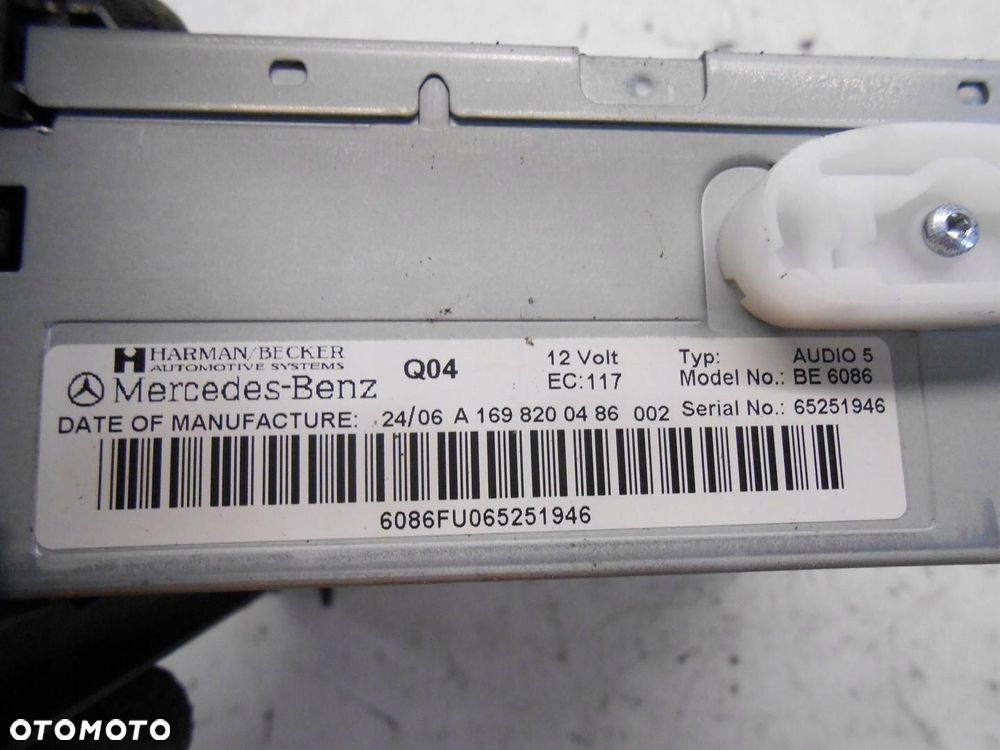 HARMAN/BECKER
AUTOMOTIVE SYSTEMS
Mercedes-Benz
Q04
12 Volt
EC:117
Typ: AUDIO 5
Model No.: BE 6086
DATE OF MANUFACTURE: 24/06 A 169 820 04 86 002 Serial No.: 65251946
6086FU065251946
OTOMOTO